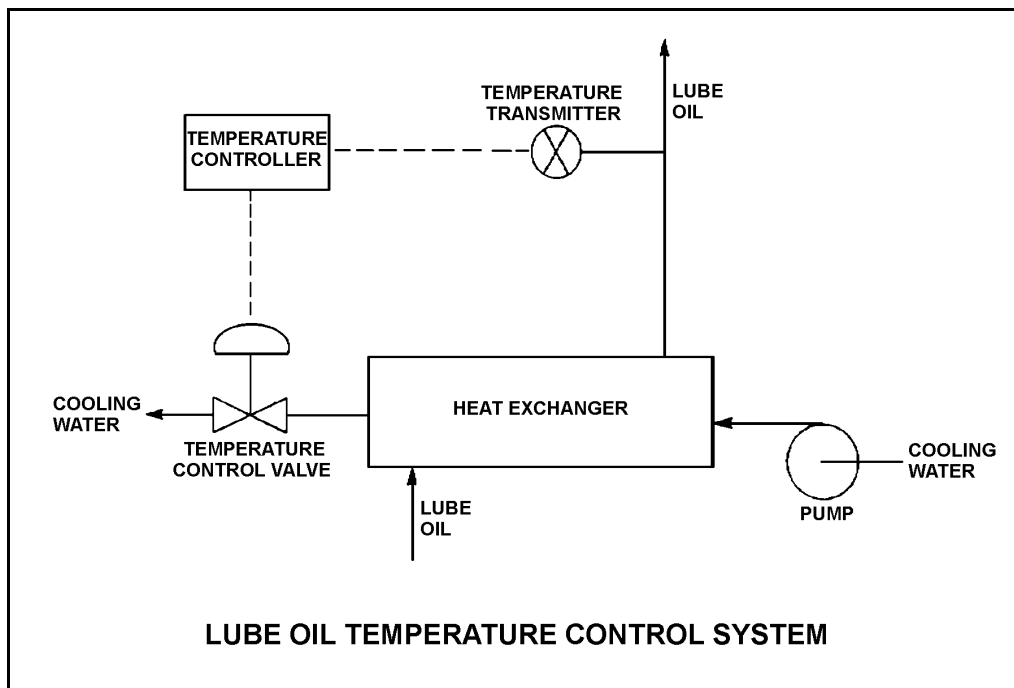 TEMPERATURE
TRANSMITTER
LUBE
OIL
TEMPERATURE
CONTROLLER
COOLING
WATER
TEMPERATURE
CONTROL VALVE
HEAT EXCHANGER
COOLING
WATER
PUMP
LUBE
OIL
LUBE OIL TEMPERATURE CONTROL SYSTEM